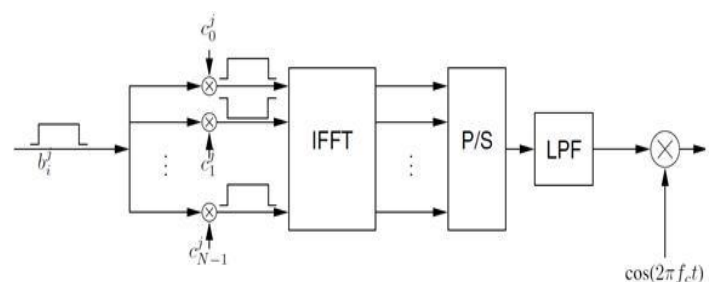 c_0^j
b_i^j
c_1^j
⋮
IFFT
⋮
P/S
LPF
c_{N-1}^j
cos(2πf_c t)